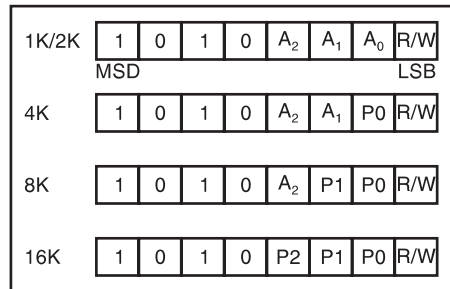 1K/2K 1 0 1 0 A2 A1 A0 R/W
MSD LSB
4K 1 0 1 0 A2 A1 P0 R/W
8K 1 0 1 0 A2 P1 P0 R/W
16K 1 0 1 0 P2 P1 P0 R/W